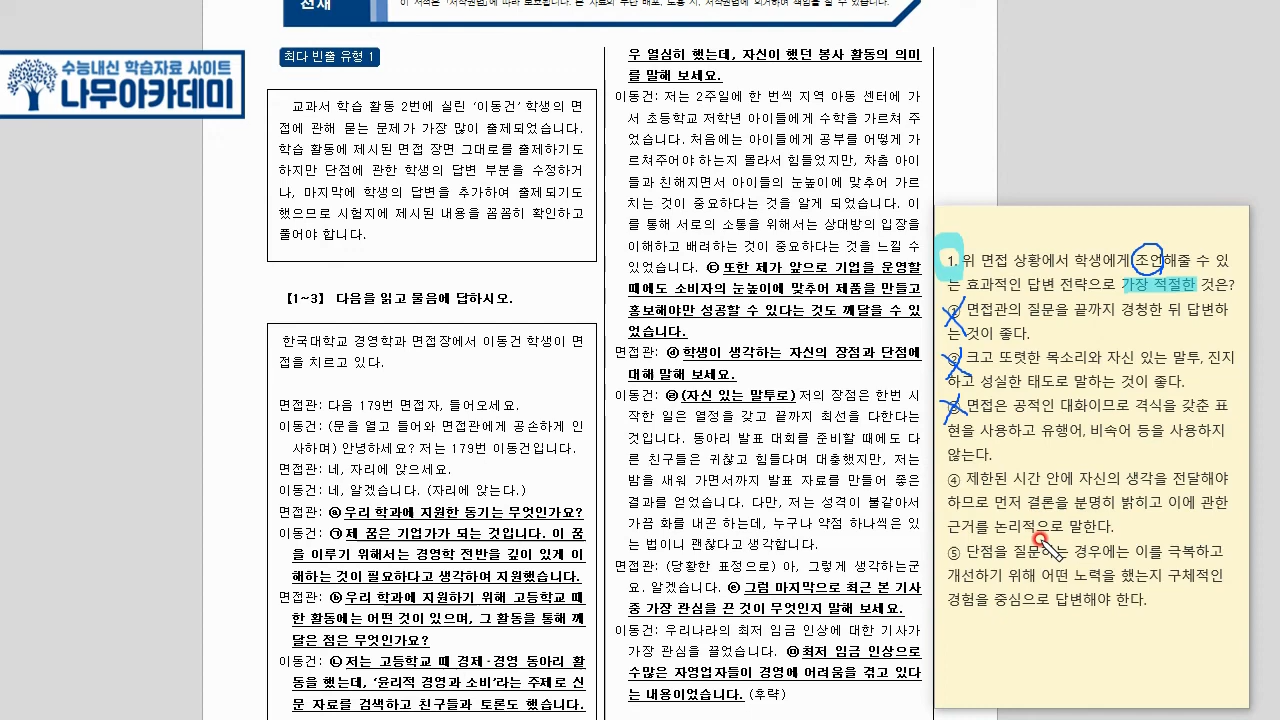 전재
수능내신 학습자료 사이트
나무아카데미
최다 빈출 유형 1
교과서 학습 활동 2번에 실린 ‘이동건’ 학생의 면
접에 관해 묻는 문제가 가장 많이 출제되었습니다.
학습 활동에 제시된 면접 장면 그대로를 출제하기도
하지만 단점에 관한 학생의 답변 부분을 수정하거
나, 마지막에 학생의 답변을 추가하여 출제되기도
했으므로 시험지에 제시된 내용을 꼼꼼히 확인하고
풀어야 합니다.
【1~3】 다음을 읽고 물음에 답하시오.
한국대학교 경영학과 면접장에서 이동건 학생이 면
접을 치르고 있다.
면접관: 다음 179번 면접자, 들어오세요.
이동건: (문을 열고 들어와 면접관에게 공손하게 인
사하며) 안녕하세요? 저는 179번 이동건입니다.
면접관: 네, 자리에 앉으세요.
이동건: 네, 알겠습니다. (자리에 앉는다.)
면접관: ⓐ우리 학과에 지원한 동기는 무엇인가요?
이동건: ㉠제 꿈은 기업가가 되는 것입니다. 이 꿈
을 이루기 위해서는 경영학 전반을 깊이 있게 이
해하는 것이 필요하다고 생각하여 지원했습니다.
면접관: ⓑ우리 학과에 지원하기 위해 고등학교 때
한 활동에는 어떤 것이 있으며, 그 활동을 통해 깨
달은 점은 무엇인가요?
이동건: ㉡저는 고등학교 때 경제·경영 동아리 활
동을 했는데, ‘윤리적 경영과 소비’라는 주제로 신
문 자료를 검색하고 친구들과 토론도 했습니다.
우 열심히 했는데, 자신이 했던 봉사 활동의 의미
를 말해 보세요.
이동건: 저는 2주일에 한 번씩 지역 아동 센터에 가
서 초등학교 저학년 아이들에게 수학을 가르쳐 주
었습니다. 처음에는 아이들에게 공부를 어떻게 가
르쳐주어야 하는지 몰라서 힘들었지만, 차츰 아이
들과 친해지면서 아이들의 눈높이에 맞추어 가르
치는 것이 중요하다는 것을 알게 되었습니다. 이
를 통해 서로의 소통을 위해서는 상대방의 입장을
이해하고 배려하는 것이 중요하다는 것을 느낄 수
있었습니다. ㉢또한 제가 앞으로 기업을 운영할
때에도 소비자의 눈높이에 맞추어 제품을 만들고
홍보해야만 성공할 수 있다는 것도 깨달을 수 있
었습니다.
면접관: ⓓ학생이 생각하는 자신의 장점과 단점에
대해 말해 보세요.
이동건: ㉣(자신 있는 말투로) 저의 장점은 한번 시
작한 일은 열정을 갖고 끝까지 최선을 다한다는
것입니다. 동아리 발표 대회를 준비할 때에도 다
른 친구들은 귀찮고 힘들다며 대충했지만, 저는
밤을 새워 가면서까지 발표 자료를 만들어 좋은
결과를 얻었습니다. 다만, 저는 성격이 불같아서
가끔 화를 내곤 하는데, 누구나 약점 하나씩은 있
는 법이니 괜찮다고 생각합니다.
면접관: (당황한 표정으로) 아, 그렇게 생각하는군
요. 알겠습니다. ⓔ그럼 마지막으로 최근 본 기사
중 가장 관심을 끈 것이 무엇인지 말해 보세요.
이동건: 우리나라의 최저 임금 인상에 대한 기사가
가장 관심을 끌었습니다. ㉤최저 임금 인상으로
수많은 자영업자들이 경영에 어려움을 겪고 있다
는 내용이었습니다. (후략)
1. 위 면접 상황에서 학생에게 조언해줄 수 있
는 효과적인 답변 전략으로 가장 적절한 것은?
① 면접관의 질문을 끝까지 경청한 뒤 답변하
는 것이 좋다.
② 크고 또렷한 목소리와 자신 있는 말투, 진지
하고 성실한 태도로 말하는 것이 좋다.
③ 면접은 공적인 대화이므로 격식을 갖춘 표
현을 사용하고 유행어, 비속어 등을 사용하지
않는다.
④ 제한된 시간 안에 자신의 생각을 전달해야
하므로 먼저 결론을 분명히 밝히고 이에 관한
근거를 논리적으로 말한다.
⑤ 단점을 질문하는 경우에는 이를 극복하고
개선하기 위해 어떤 노력을 했는지 구체적인
경험을 중심으로 답변해야 한다.